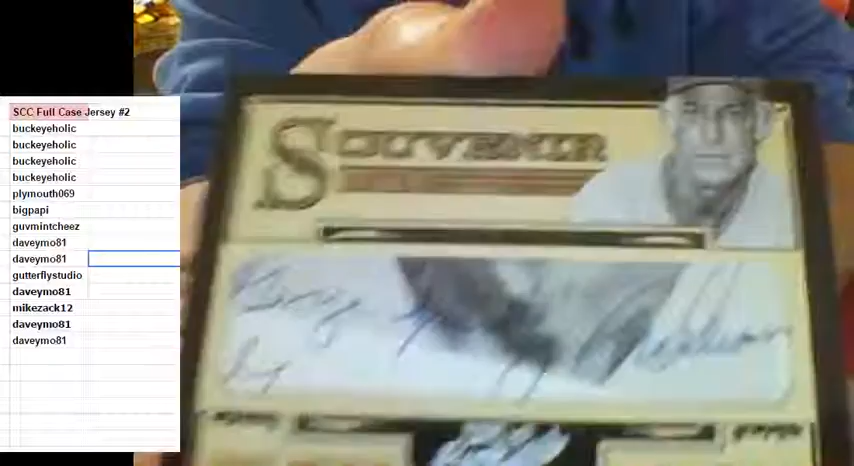 SCC Full Case Jersey #2
buckeyeholic
buckeyeholic
buckeyeholic
buckeyeholic
plymouth069
bigpapi
guvmintcheez
daveymo81
daveymo81
gutterflystudio
daveymo81
mikezack12
daveymo81
daveymo81
SOUVENIR